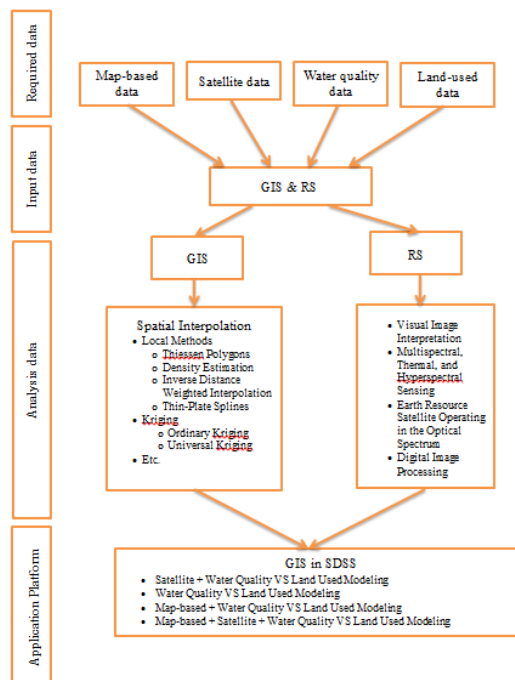 Required data
Map-based
data
Satellite data
Water quality
data
Land-used
data
Input data
GIS & RS
Analysis data
GIS
RS
Spatial Interpolation
• Local Methods
o Thiessen Polygons
o Density Estimation
o Inverse Distance
Weighted Interpolation
o Thin-Plate Splines
• Kriging
o Ordinary Kriging
o Universal Kriging
• Etc.
• Visual Image
Interpretation
• Multispectral,
Thermal, and
Hyperspectral
Sensing
• Earth Resource
Satellite Operating
in the Optical
Spectrum
• Digital Image
Processing
Application Platform
GIS in SDSS
• Satellite + Water Quality VS Land Used Modeling
• Water Quality VS Land Used Modeling
• Map-based + Water Quality VS Land Used Modeling
• Map-based + Satellite + Water Quality VS Land Used Modeling